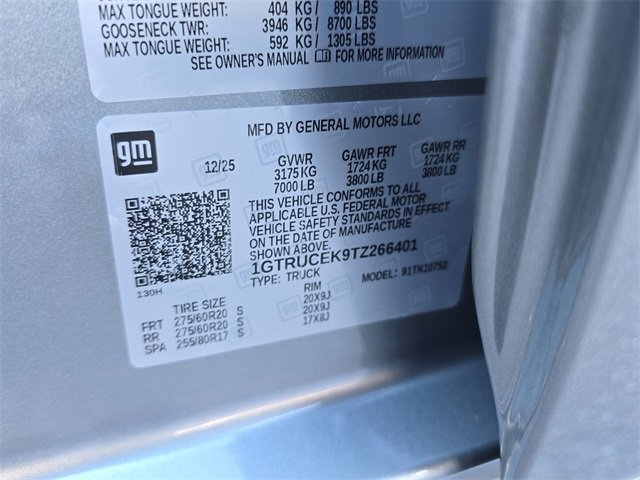 MAX TONGUE WEIGHT: 404 KG/ 890 LBS
GOOSENECK TWR: 3946 KG/ 8700 LBS
MAX TONGUE WEIGHT: 592 KG/ 1305 LBS
SEE OWNER'S MANUAL FOR MORE INFORMATION
gm
MFD BY GENERAL MOTORS LLC
12/25 GVWR GAWR FRT GAWR RR
3175 KG 1724 KG 1724 KG
7000 LB 3800 LB 3800 LB
THIS VEHICLE CONFORMS TO ALL
APPLICABLE U.S. FEDERAL MOTOR
VEHICLE SAFETY STANDARDS IN EFFECT
ON THE DATE OF MANUFACTURE
SHOWN ABOVE.
1GTRUCEK9TZ266401
TYPE: TRUCK MODEL: 91TK10753
130H
TIRE SIZE RIM
FRT 275/60R20 S 20X9J
RR 275/60R20 S 20X9J
SPA 255/80R17 S 17X8J